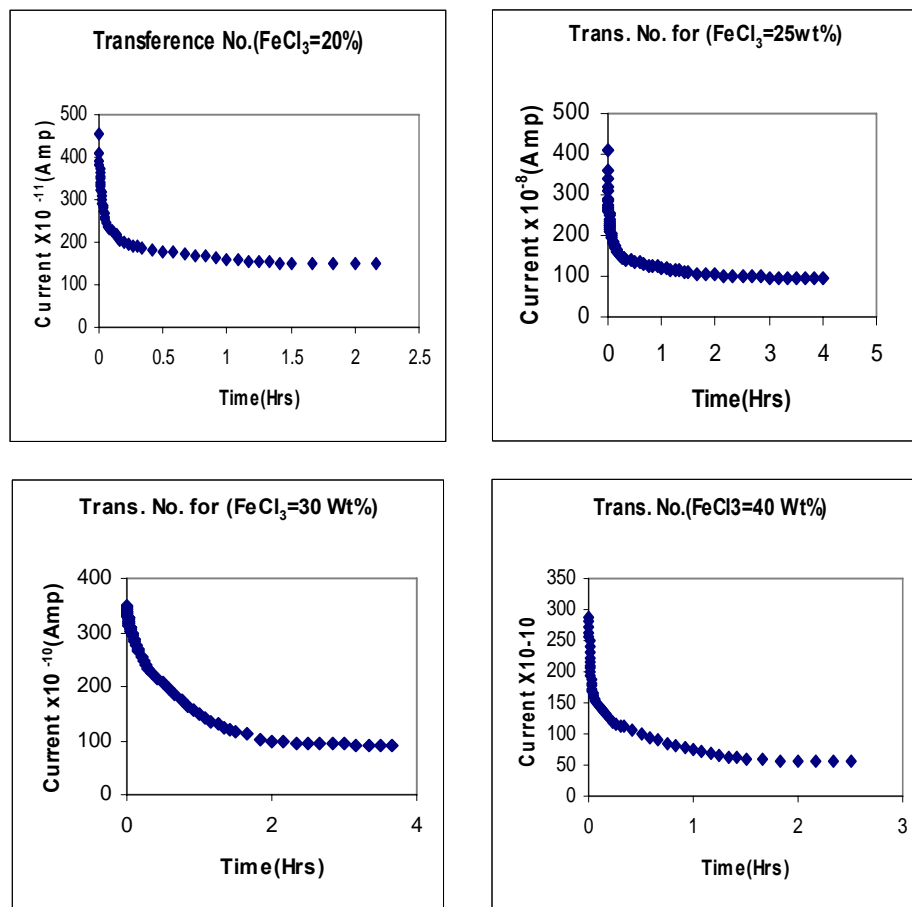 Transference No.(FeCl₃=20%)
500
400
300
200
100
0
Current X10 ⁻¹¹(Amp)
0 0.5 1 1.5 2 2.5
Time(Hrs)
Trans. No. for (FeCl₃=25wt%)
500
400
300
200
100
0
Current x10⁻⁸(Amp)
0 1 2 3 4 5
Time(Hrs)
Trans. No. for (FeCl₃=30 Wt%)
400
300
200
100
0
Current x10 ⁻¹⁰(Amp)
0 2 4
Time(Hrs)
Trans. No.(FeCl3=40 Wt%)
350
300
250
200
150
100
50
0
Current X10-10
0 1 2 3
Time(Hrs)